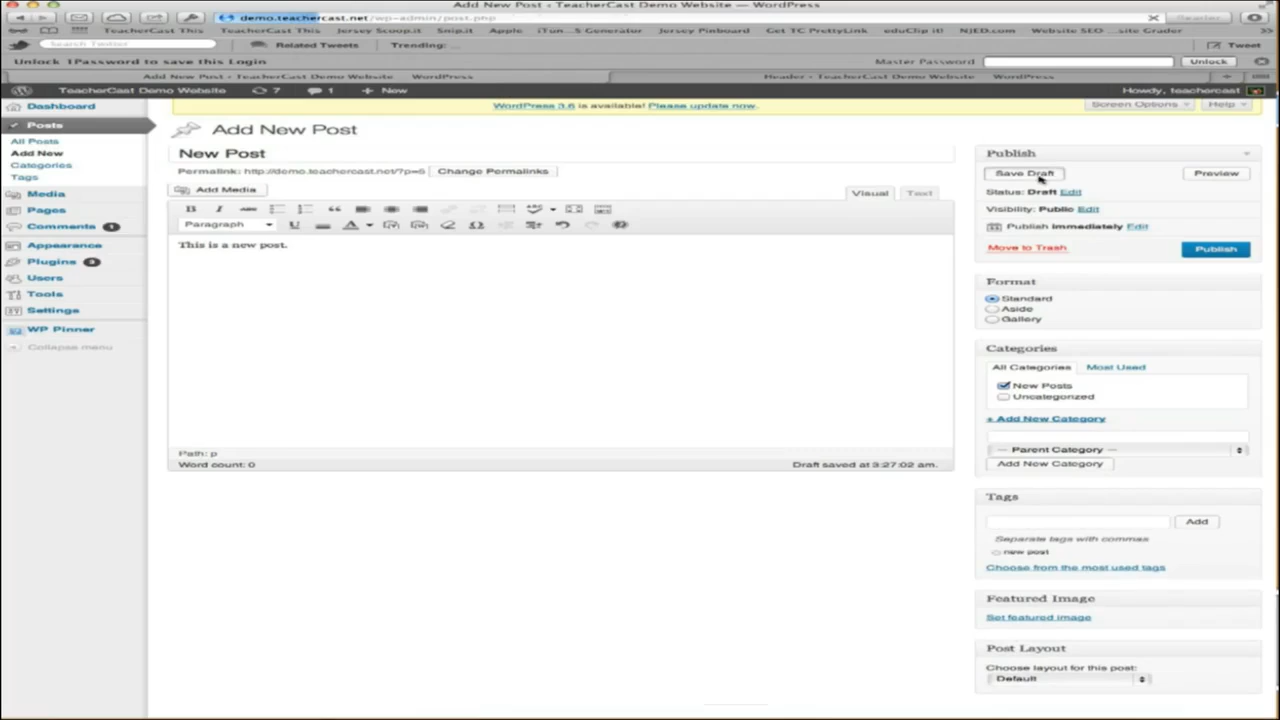 Add New Post ‹ TeacherCast Demo Website — WordPress
demo.teachercast.net/wp-admin/post.php
Reader
TeacherCast This TeacherCast This Jersey Scoop.it Snip.it Apple iTun...S Generator Jersey Pinboard Get TC PrettyLink eduClip it! NJED.com Website SEO ...site Grader
Search Twitter Related Tweets Trending: Tweet
Unlock 1Password to save this Login Master Password Unlock
Add New Post ‹ TeacherCast Demo Website — WordPress Header ‹ TeacherCast Demo Website — WordPress
TeacherCast Demo Website 7 1 + New Howdy, teachercast
WordPress 3.6 is available! Please update now.
Screen Options Help
Dashboard
Posts
All Posts
Add New
Categories
Tags
Media
Pages
Comments 1
Appearance
Plugins 3
Users
Tools
Settings
WP Pinner
Collapse menu
Add New Post
New Post
Permalink: http://demo.teachercast.net/?p=6 Change Permalinks
Add Media
Visual Text
B I ABC
Paragraph U A
This is a new post.
Path: p
Word count: 0 Draft saved at 3:27:02 am.
Publish
Save Draft Preview
Status: Draft Edit
Visibility: Public Edit
Publish immediately Edit
Move to Trash Publish
Format
Standard
Aside
Gallery
Categories
All Categories Most Used
New Posts
Uncategorized
+ Add New Category
— Parent Category —
Add New Category
Tags
Add
Separate tags with commas
new post
Choose from the most used tags
Featured Image
Set featured image
Post Layout
Choose layout for this post:
Default